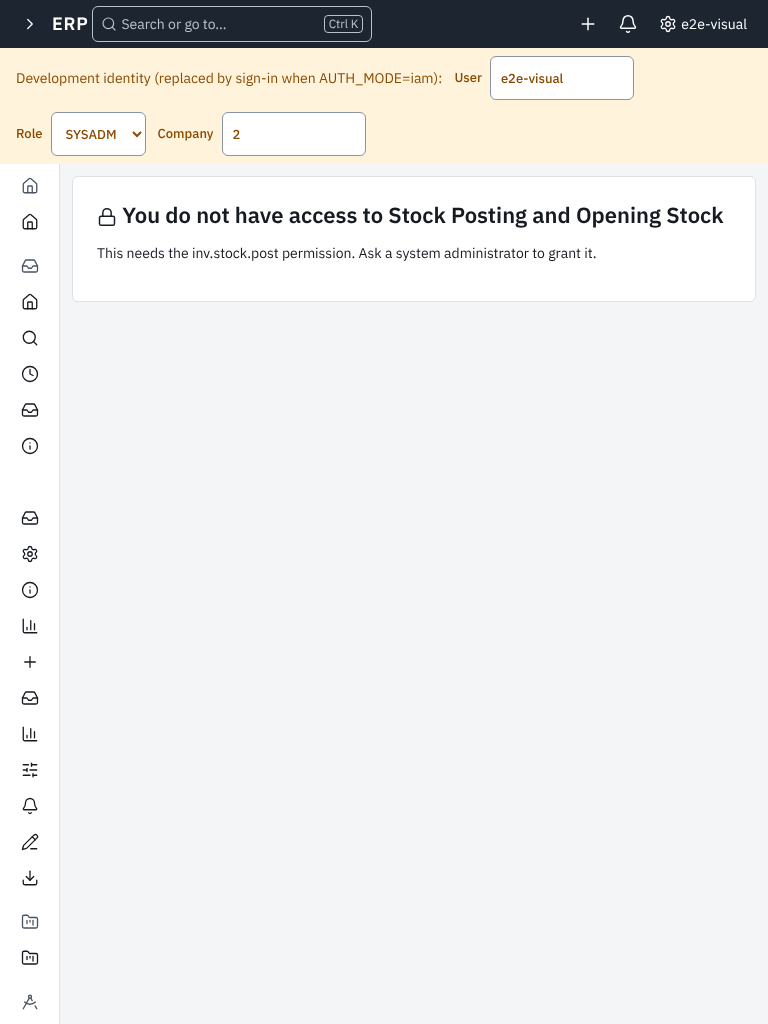 ERP Search or go to... Ctrl K e2e-visual
Development identity (replaced by sign-in when AUTH_MODE=iam): User e2e-visual
Role SYSADM Company 2
You do not have access to Stock Posting and Opening Stock
This needs the inv.stock.post permission. Ask a system administrator to grant it.